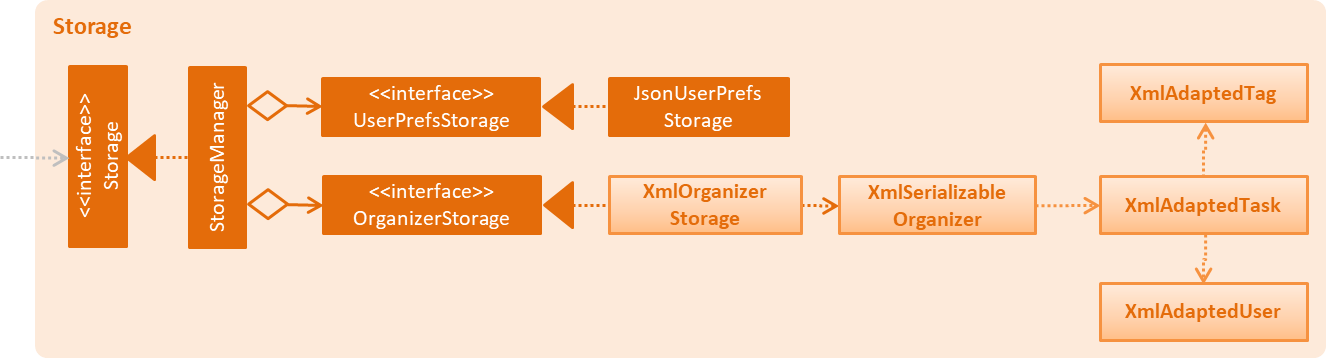 Storage
<<interface>>
Storage
StorageManager
<<interface>>
UserPrefsStorage
JsonUserPrefs
Storage
<<interface>>
OrganizerStorage
XmlOrganizer
Storage
XmlSerializable
Organizer
XmlAdaptedTag
XmlAdaptedTask
XmlAdaptedUser